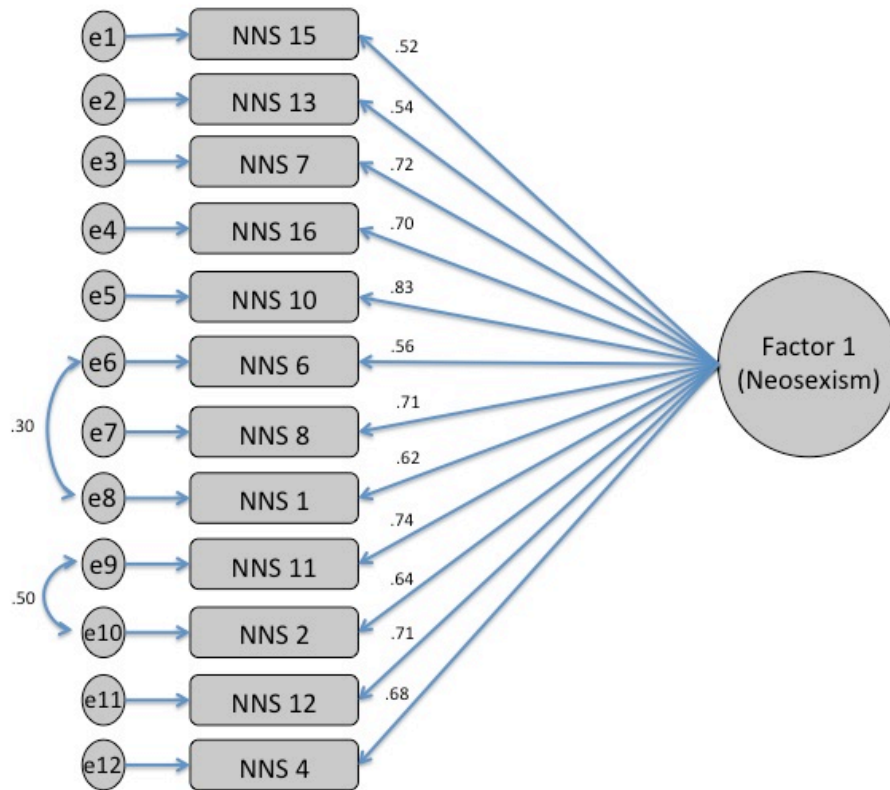 e1
NNS 15
.52
e2
NNS 13
.54
e3
NNS 7
.72
e4
NNS 16
.70
e5
NNS 10
.83
e6
NNS 6
.56
Factor 1
(Neosexism)
.30
e7
NNS 8
.71
e8
NNS 1
.62
e9
NNS 11
.74
.50
e10
NNS 2
.64
e11
NNS 12
.71
e12
NNS 4
.68